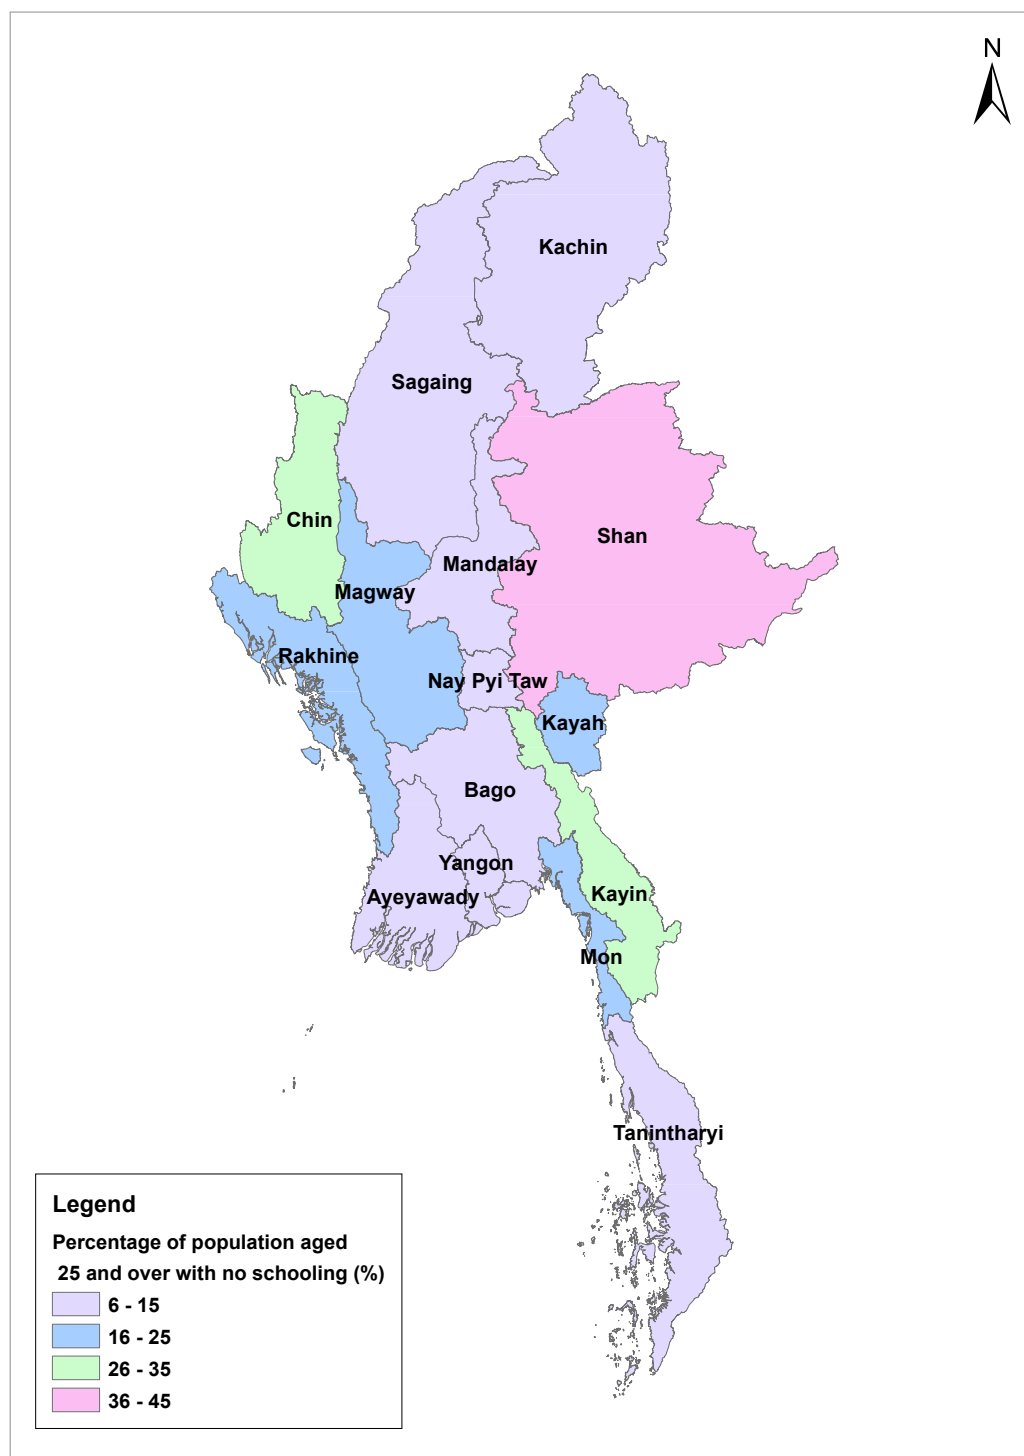 N
Kachin
Sagaing
Chin
Shan
Mandalay
Magway
Rakhine
Nay Pyi Taw
Kayah
Bago
Yangon
Kayin
Ayeyawady
Mon
Tanintharyi
Legend
Percentage of population aged
25 and over with no schooling (%)
6 - 15
16 - 25
26 - 35
36 - 45